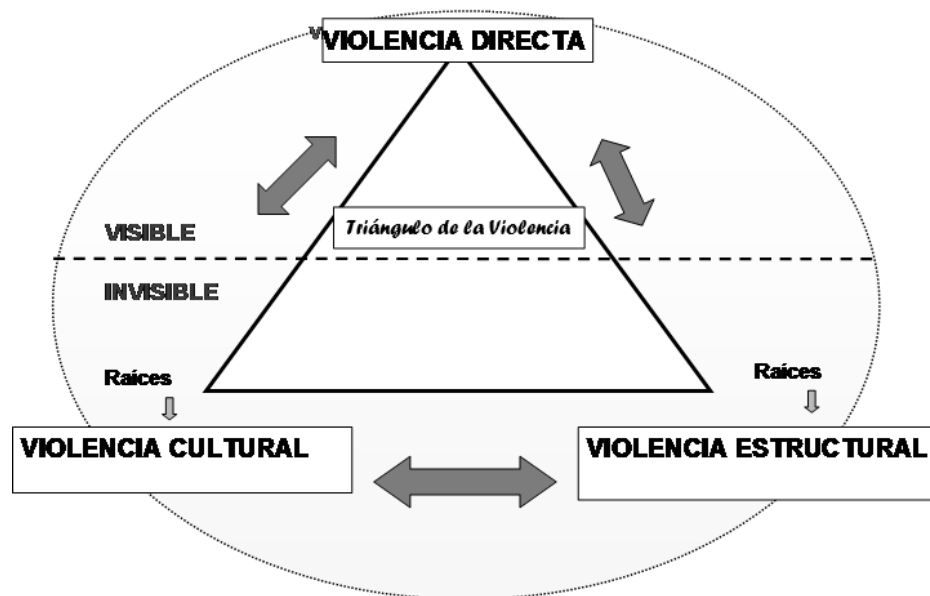 VIOLENCIA DIRECTA
Triángulo de la Violencia
VISIBLE
INVISIBLE
Raíces
Raíces
VIOLENCIA CULTURAL
VIOLENCIA ESTRUCTURAL